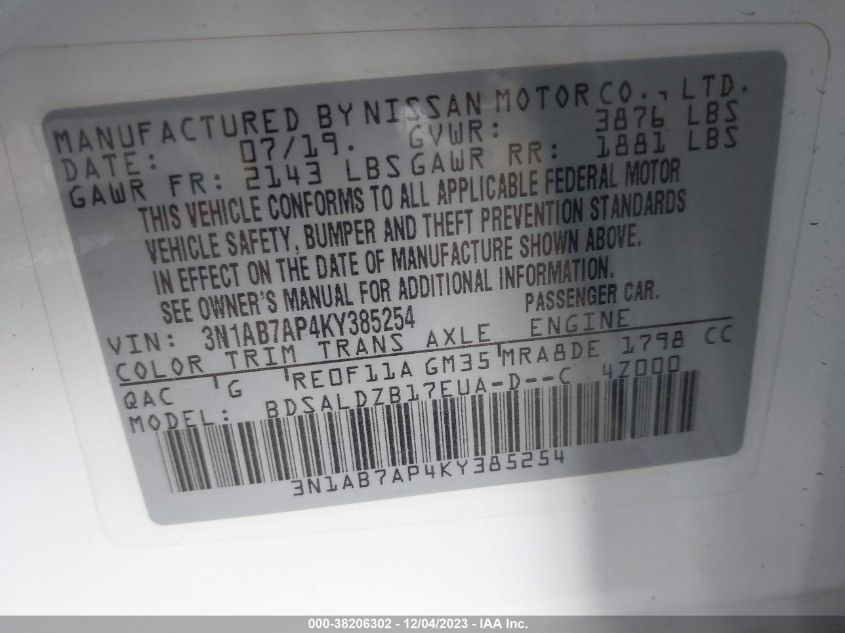 MANUFACTURED BY NISSAN MOTOR CO., LTD.
DATE: 07/19. GVWR: 3876 LBS
GAWR FR: 2143 LBS GAWR RR: 1881 LBS
THIS VEHICLE CONFORMS TO ALL APPLICABLE FEDERAL MOTOR
VEHICLE SAFETY, BUMPER AND THEFT PREVENTION STANDARDS
IN EFFECT ON THE DATE OF MANUFACTURE SHOWN ABOVE.
SEE OWNER'S MANUAL FOR ADDITIONAL INFORMATION.
VIN: 3N1AB7AP4KY385254 PASSENGER CAR.
COLOR TRIM TRANS AXLE ENGINE
QAC G RE0F11A GM35 MRA8DE 1798 CC
MODEL: BDSALDZB17EUA-D--C 4Z000
3N1AB7AP4KY385254
000-38206302 - 12/04/2023 - IAA Inc.